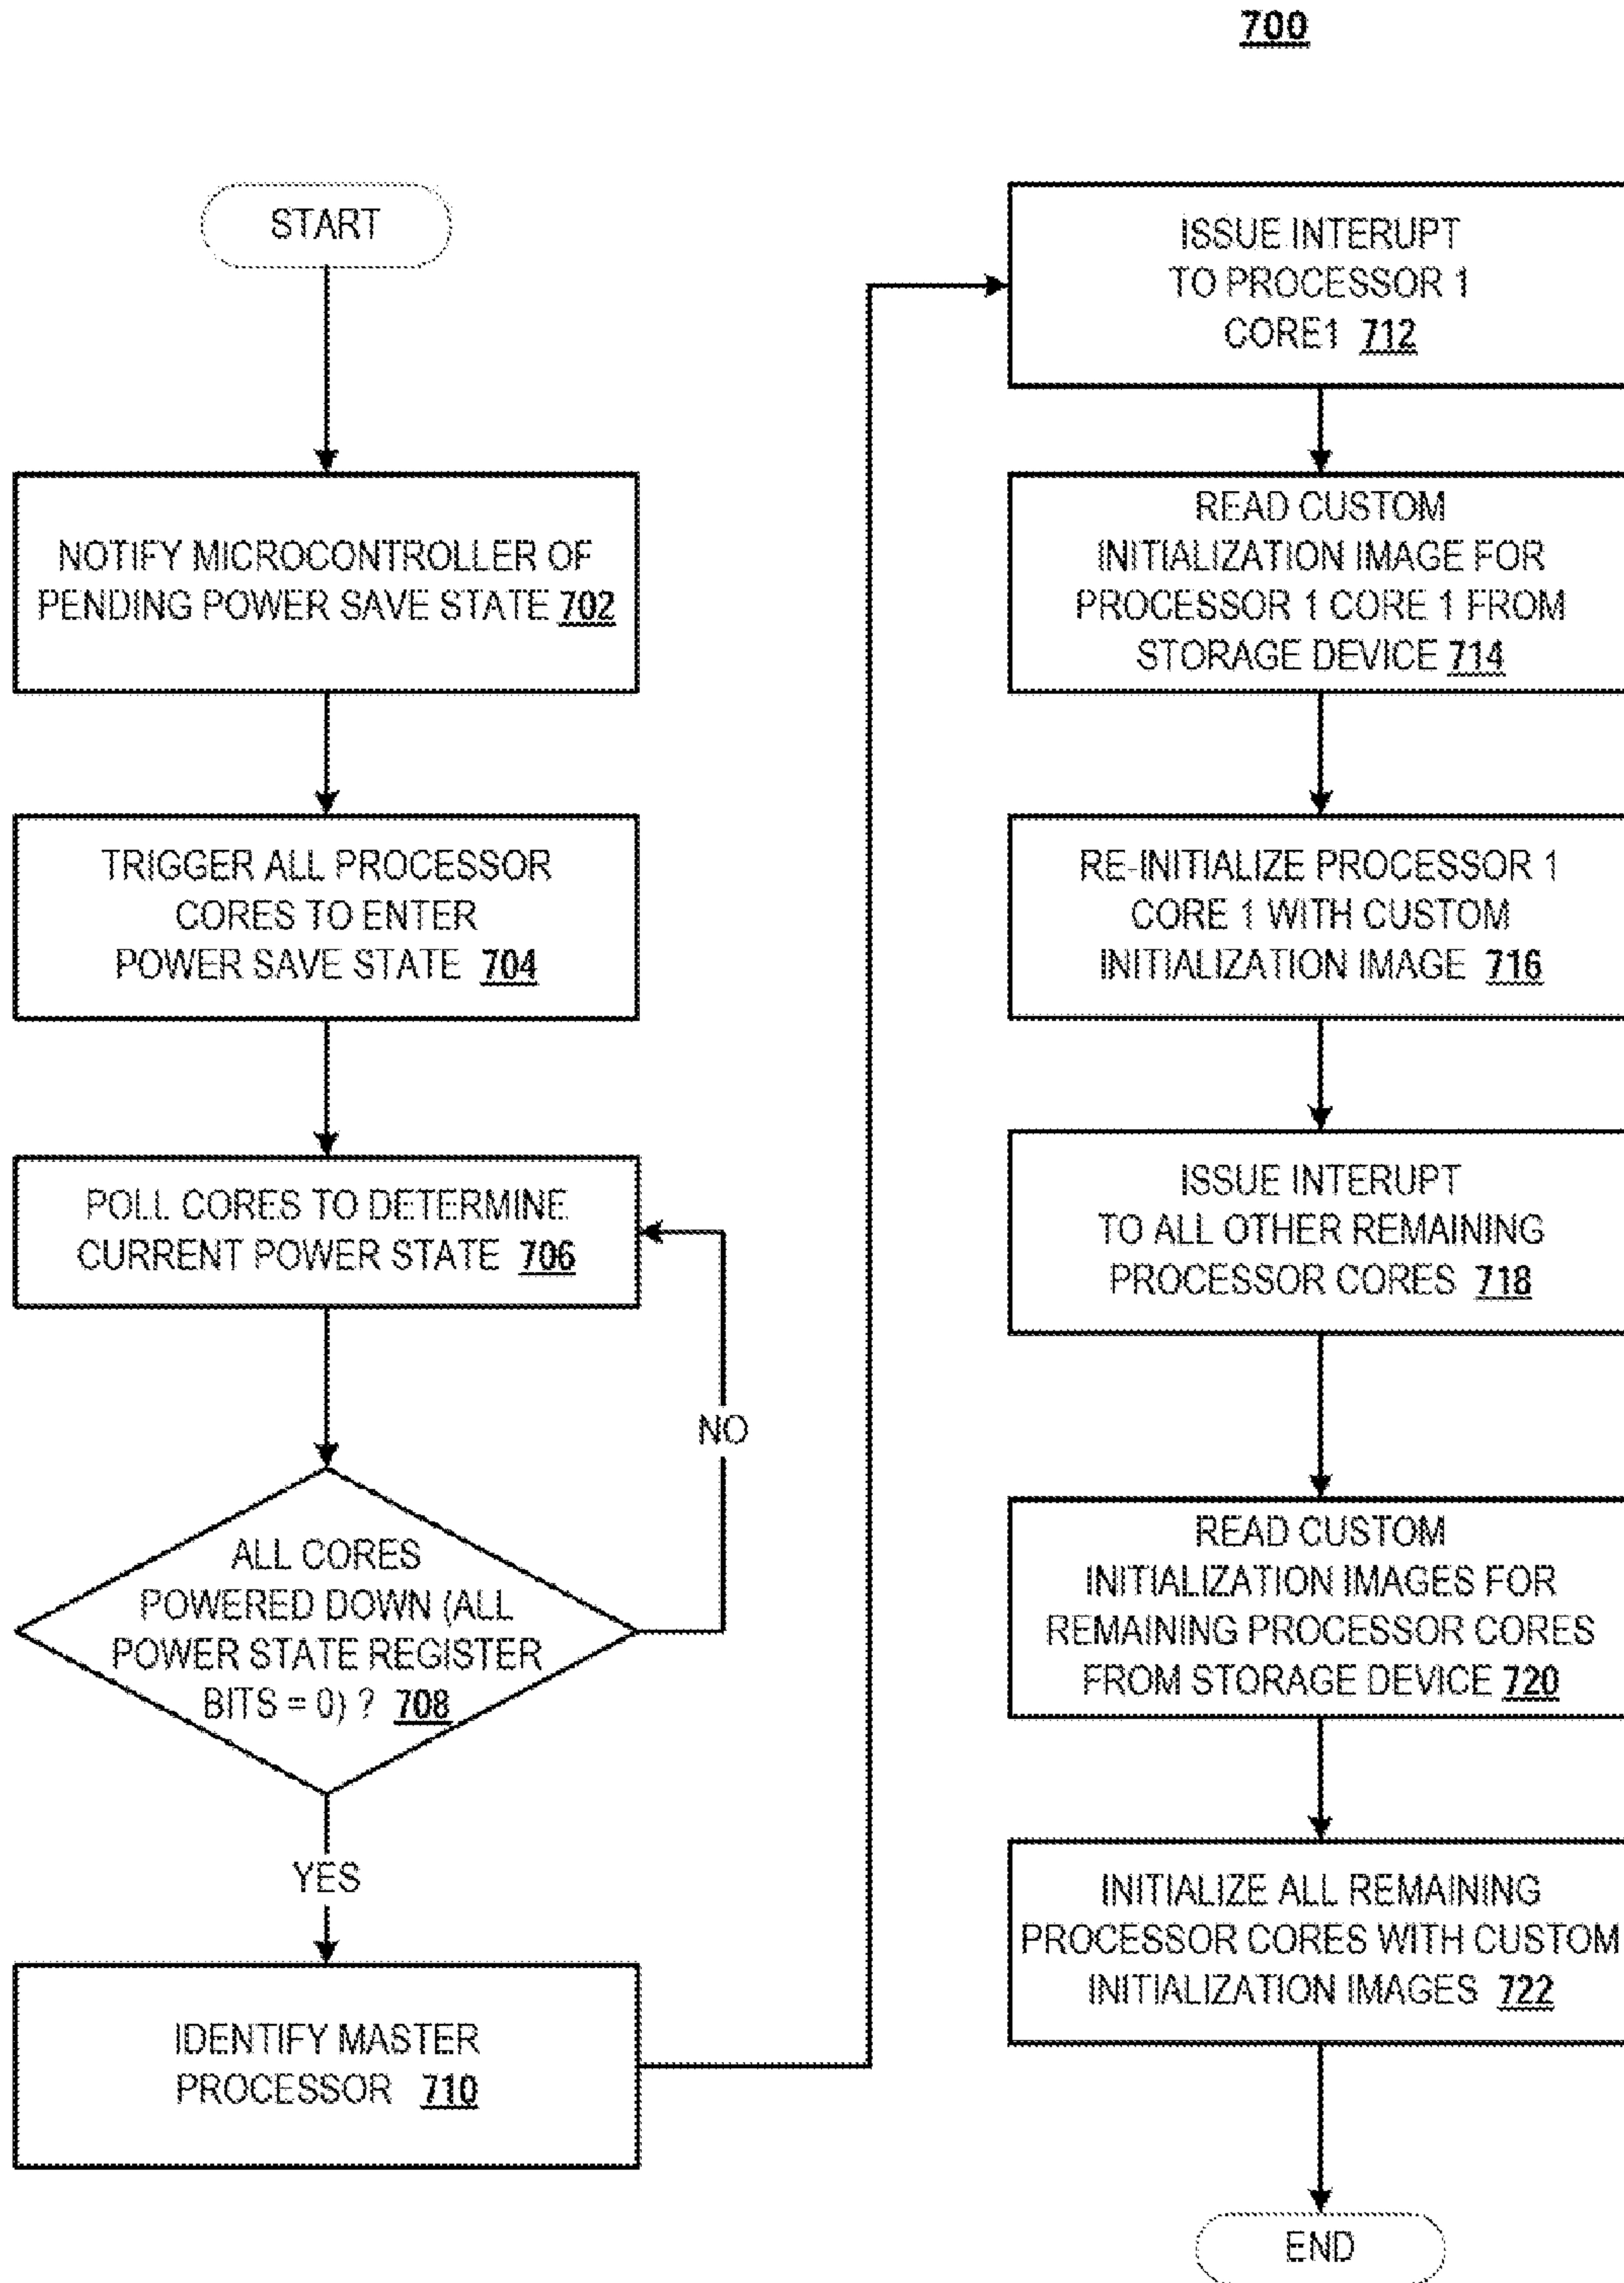 700
START
NOTIFY MICROCONTROLLER OF
PENDING POWER SAVE STATE 702
TRIGGER ALL PROCESSOR
CORES TO ENTER
POWER SAVE STATE 704
POLL CORES TO DETERMINE
CURRENT POWER STATE 706
NO
ALL CORES
POWERED DOWN (ALL
POWER STATE REGISTER
BITS = 0) ? 708
YES
IDENTIFY MASTER
PROCESSOR 710
ISSUE INTERUPT
TO PROCESSOR 1
CORE1 712
READ CUSTOM
INITIALIZATION IMAGE FOR
PROCESSOR 1 CORE 1 FROM
STORAGE DEVICE 714
RE-INITIALIZE PROCESSOR 1
CORE 1 WITH CUSTOM
INITIALIZATION IMAGE 716
ISSUE INTERUPT
TO ALL OTHER REMAINING
PROCESSOR CORES 718
READ CUSTOM
INITIALIZATION IMAGES FOR
REMAINING PROCESSOR CORES
FROM STORAGE DEVICE 720
INITIALIZE ALL REMAINING
PROCESSOR CORES WITH CUSTOM
INITIALIZATION IMAGES 722
END